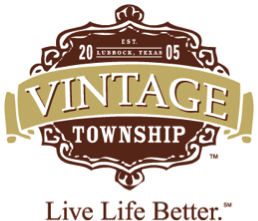 EST.
20 LUBBOCK, TEXAS 05
VINTAGE
TOWNSHIP
™
Live Life Better.℠